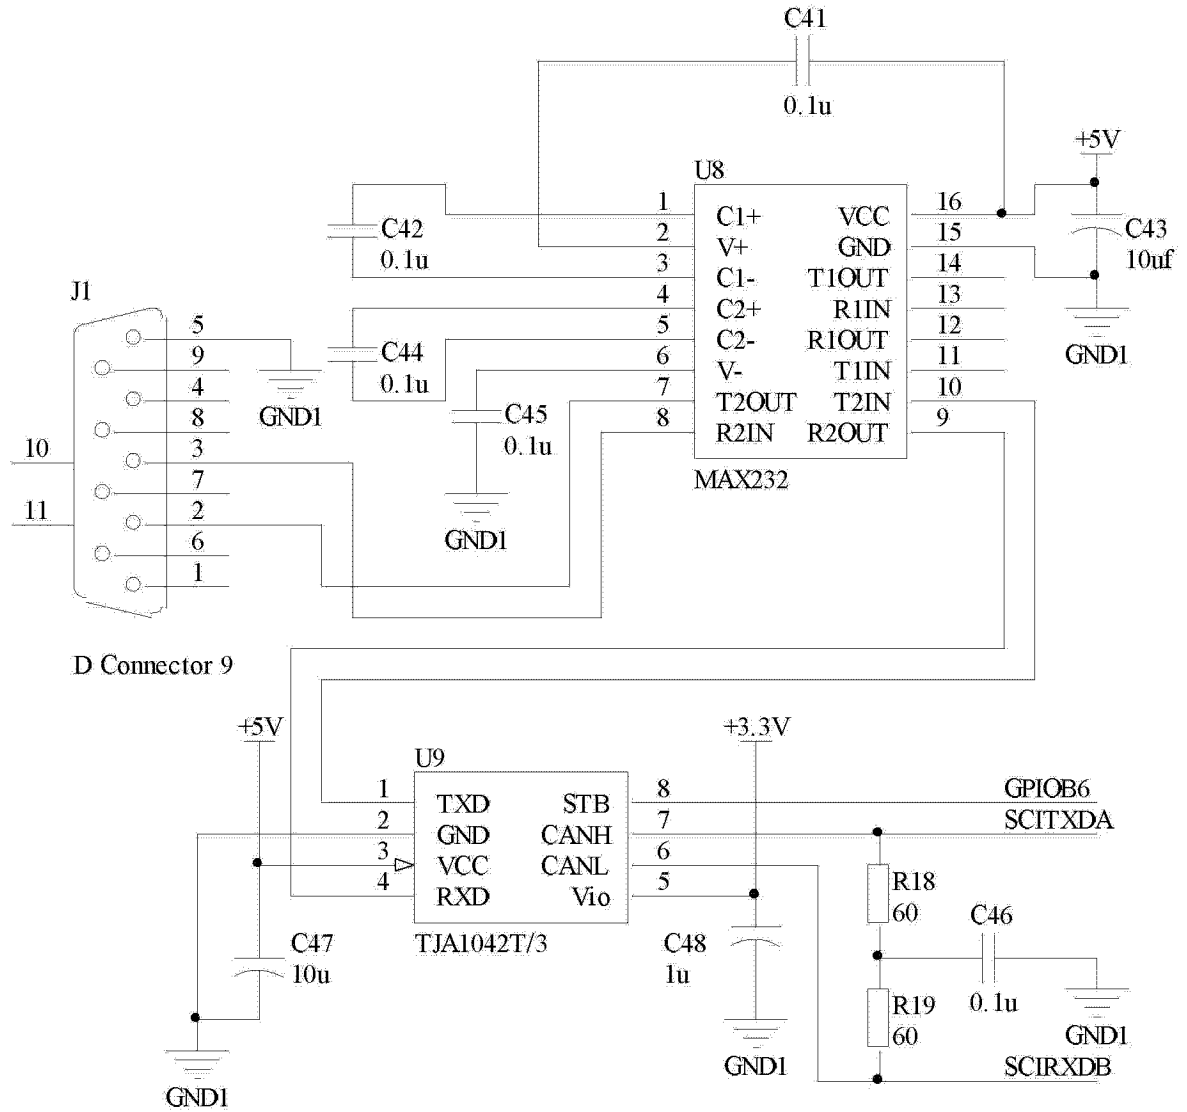 C41
0.1u
+5V
U8
1 C1+ VCC 16
2 V+ GND 15
3 C1- T1OUT 14
4 C2+ R1IN 13
5 C2- R1OUT 12
6 V- T1IN 11
7 T2OUT T2IN 10
8 R2IN R2OUT 9
MAX232
C42
0.1u
C43
10uf
GND1
C44
0.1u
C45
0.1u
GND1
J1
5
9
4
8
3
7
2
6
1
10
11
GND1
D Connector 9
+5V
+3.3V
U9
1 TXD STB 8
2 GND CANH 7
3 VCC CANL 6
4 RXD Vio 5
TJA1042T/3
GPIOB6
SCITXDA
R18
60
C46
0.1u
GND1
R19
60
SCIRXDB
C47
10u
GND1
C48
1u
GND1